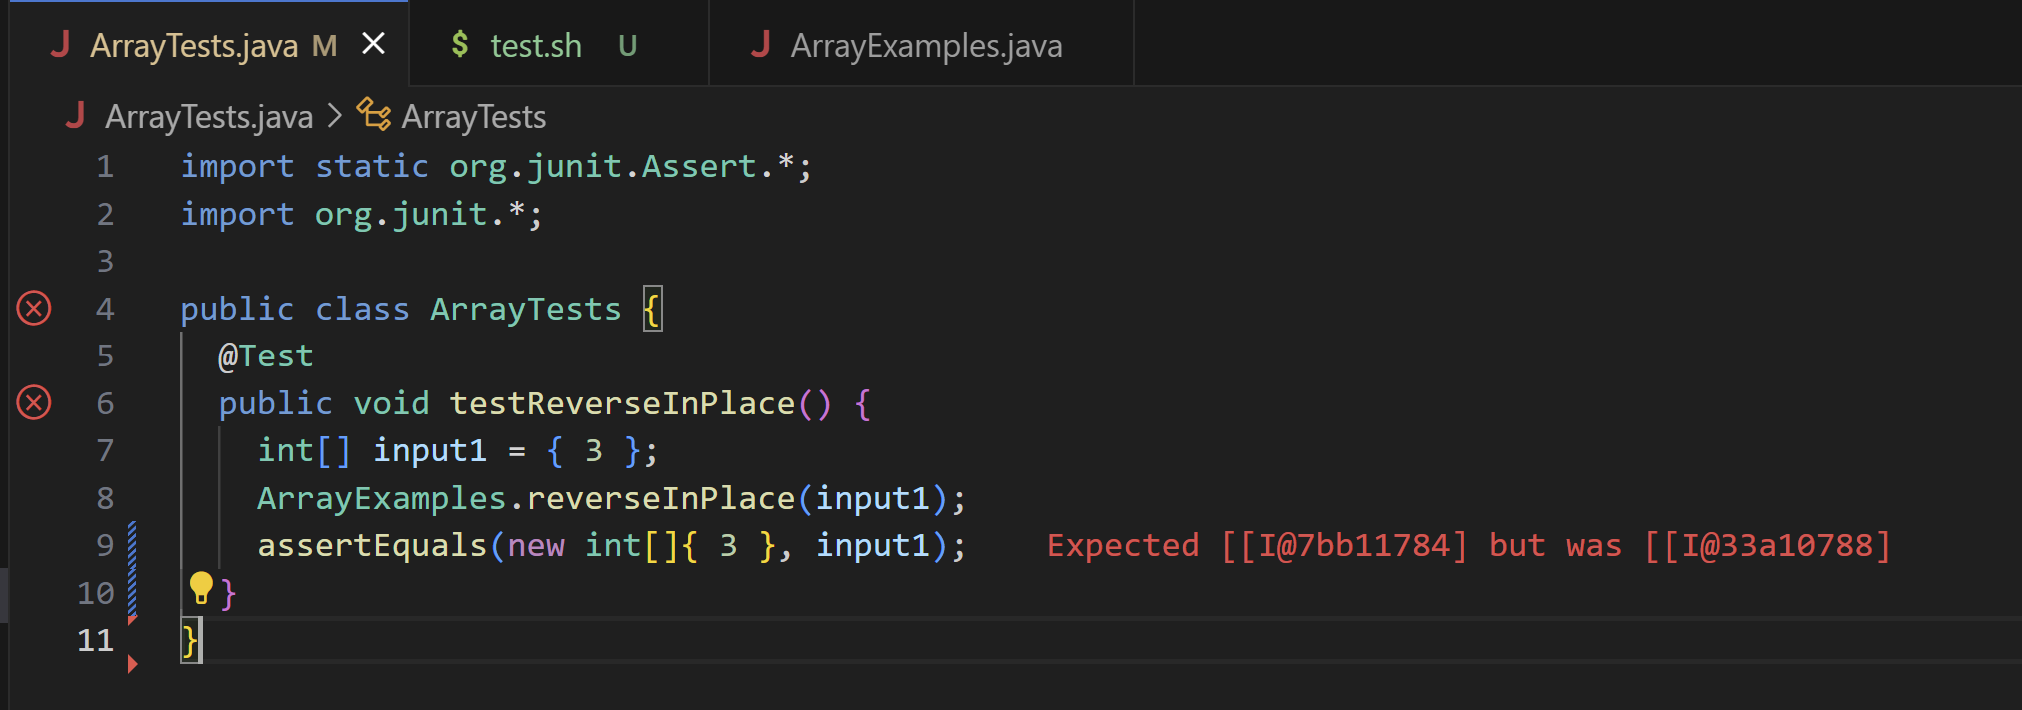 ArrayTests.java M
$ test.sh U
ArrayExamples.java
ArrayTests.java > ArrayTests
1 import static org.junit.Assert.*;
2 import org.junit.*;
3
4 public class ArrayTests {
5 @Test
6 public void testReverseInPlace() {
7 int[] input1 = { 3 };
8 ArrayExamples.reverseInPlace(input1);
9 assertEquals(new int[]{ 3 }, input1); Expected [[I@7bb11784] but was [[I@33a10788]
10 }
11 }